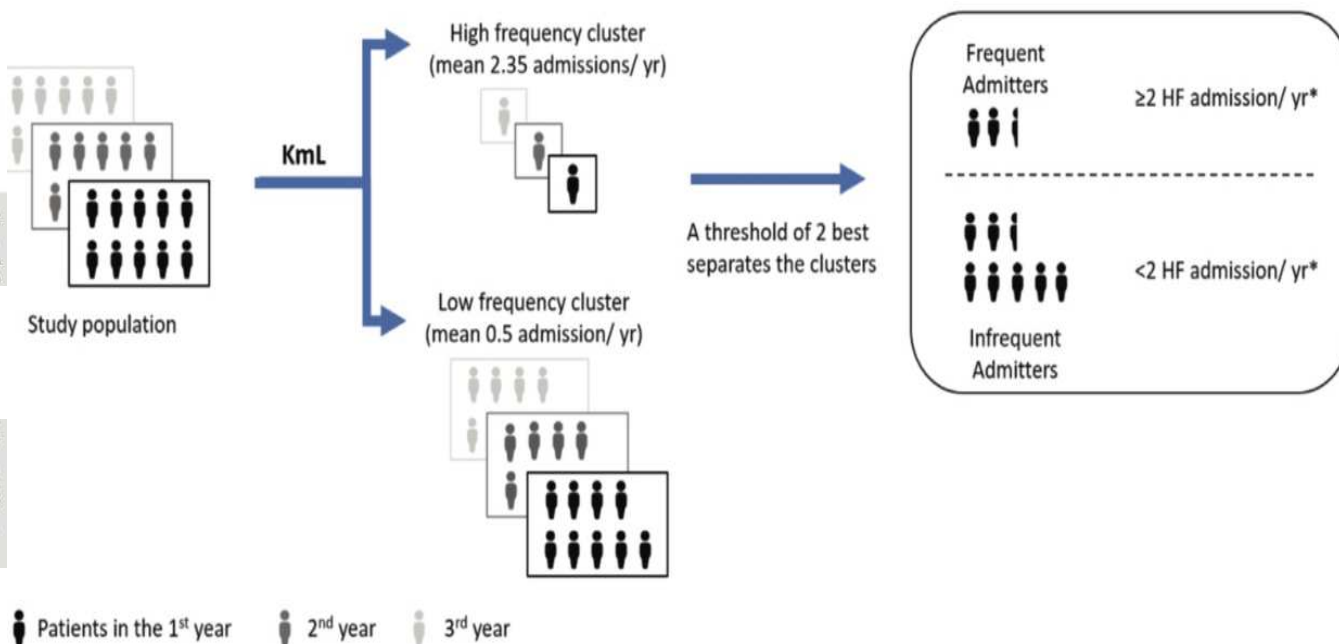 High frequency cluster
(mean 2.35 admissions/ yr)
KmL
Study population
Low frequency cluster
(mean 0.5 admission/ yr)
A threshold of 2 best
separates the clusters
Frequent
Admitters
≥2 HF admission/ yr*
<2 HF admission/ yr*
Infrequent
Admitters
Patients in the 1st year
2nd year
3rd year